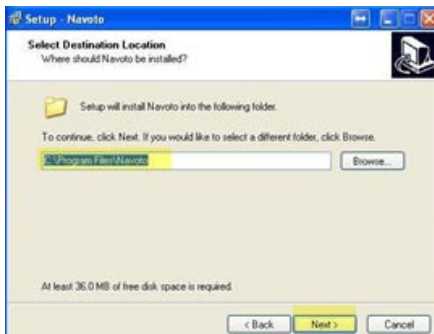 Setup - Navoto
Select Destination Location
Where should Navoto be installed?
Setup will install Navoto into the following folder.
To continue, click Next. If you would like to select a different folder, click Browse.
C:\Program Files\Navoto
Browse...
At least 36.0 MB of free disk space is required.
< Back
Next >
Cancel